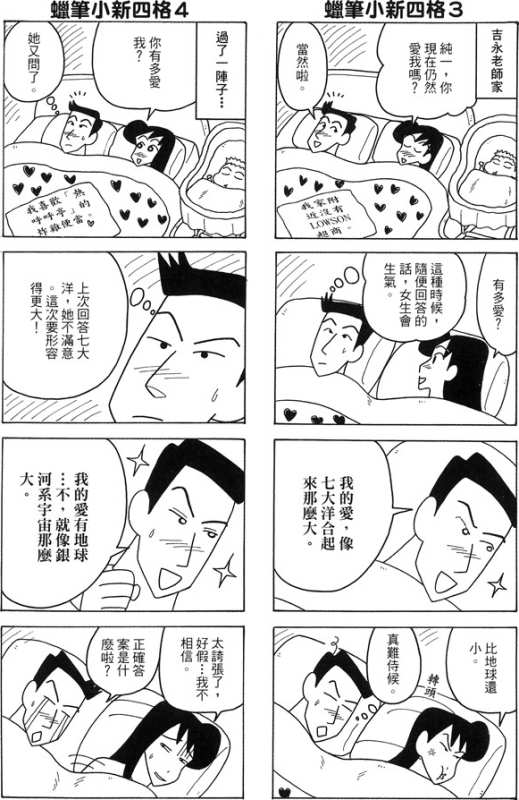 蠟筆小新四格3
吉永老師家
純一，你
現在仍然
愛我嗎？
當然啦。
我家附
近沒有
LOWSON
超商。
有多愛？
這種時候，
隨便回答的
話，女生會
生氣。
我的愛，像
七大洋合起
來那麼大。
比地球還
小。
轉頭
真難侍候。
蠟筆小新四格4
過了一陣子…
你有多愛
我？
她又問了。
我喜歡「熱
呼呼亭」的
炸雞便當。
上次回答七大
洋，她不滿意
。這次要形容
得更大！
我的愛有地球
…不，就像銀
河系宇宙那麼
大。
太誇張了，
好假…我不
相信。
正確答
案是什
麼啦？